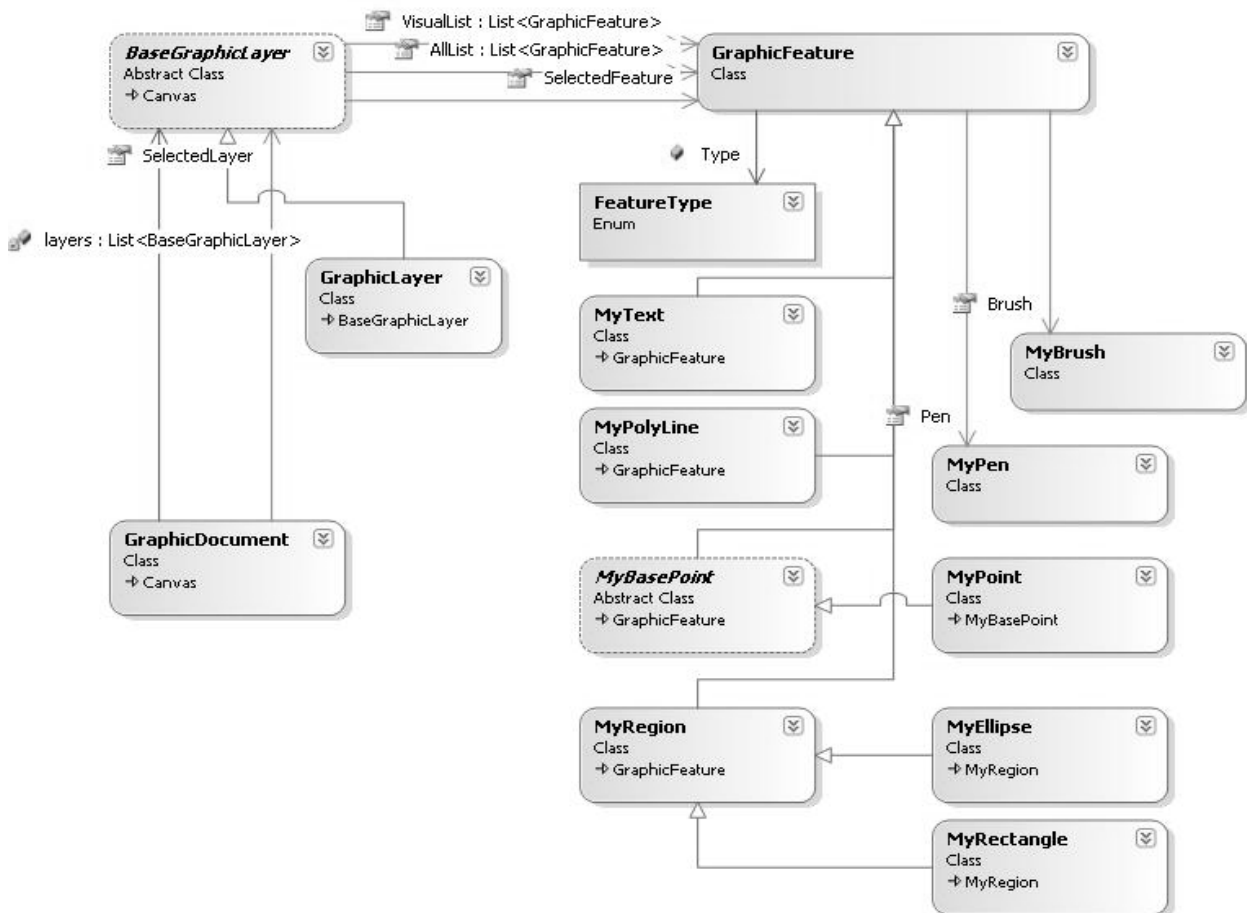 VisualList : List<GraphicFeature>
BaseGraphicLayer
Abstract Class
Canvas
AllList : List<GraphicFeature>
SelectedFeature
GraphicFeature
Class
SelectedLayer
Type
layers : List<BaseGraphicLayer>
FeatureType
Enum
GraphicLayer
Class
BaseGraphicLayer
MyText
Class
GraphicFeature
Brush
MyBrush
Class
MyPolyLine
Class
GraphicFeature
Pen
MyPen
Class
GraphicDocument
Class
Canvas
MyBasePoint
Abstract Class
GraphicFeature
MyPoint
Class
MyBasePoint
MyRegion
Class
GraphicFeature
MyEllipse
Class
MyRegion
MyRectangle
Class
MyRegion